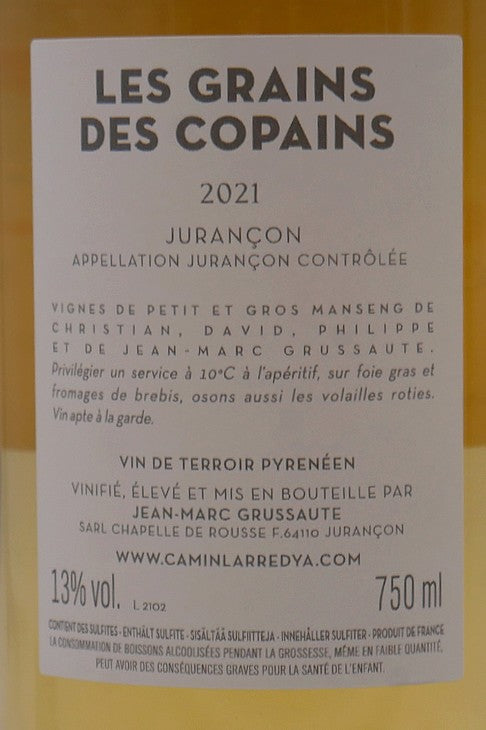 LES GRAINS
DES COPAINS
2021
JURANÇON
APPELLATION JURANÇON CONTRÔLÉE
VIGNES DE PETIT ET GROS MANSENG DE
CHRISTIAN, DAVID, PHILIPPE
ET DE JEAN-MARC GRUSSAUTE.
Privilégier un service à 10°C à l'apéritif, sur foie gras et
fromages de brebis, osons aussi les volailles roties.
Vin apte à la garde.
VIN DE TERROIR PYRENÉEN
VINIFIÉ, ÉLEVÉ ET MIS EN BOUTEILLE PAR
JEAN-MARC GRUSSAUTE
SARL CHAPELLE DE ROUSSE F.64110 JURANÇON
WWW.CAMINLARREDYA.COM
13% vol. L 2102 750 ml
CONTIENT DES SULFITES - ENTHÄLT SULFITE - SISÄLTÄÄ SULFIITTEJA - INNEHÅLLER SULFITER - PRODUIT DE FRANCE
LA CONSOMMATION DE BOISSONS ALCOOLISÉES PENDANT LA GROSSESSE, MÊME EN FAIBLE QUANTITÉ,
PEUT AVOIR DES CONSÉQUENCES GRAVES POUR LA SANTÉ DE L'ENFANT.